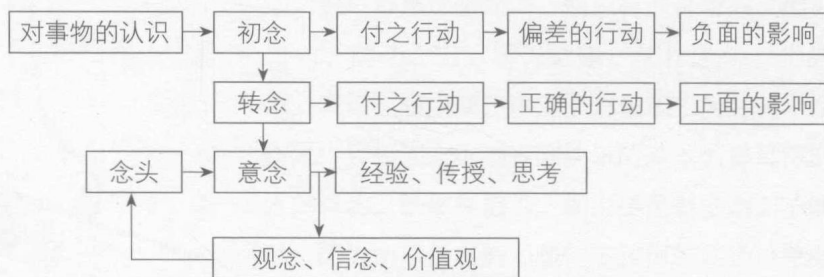 对事物的认识 初念 付之行动 偏差的行动 负面的影响
转念 付之行动 正确的行动 正面的影响
念头 意念 经验、传授、思考
观念、信念、价值观